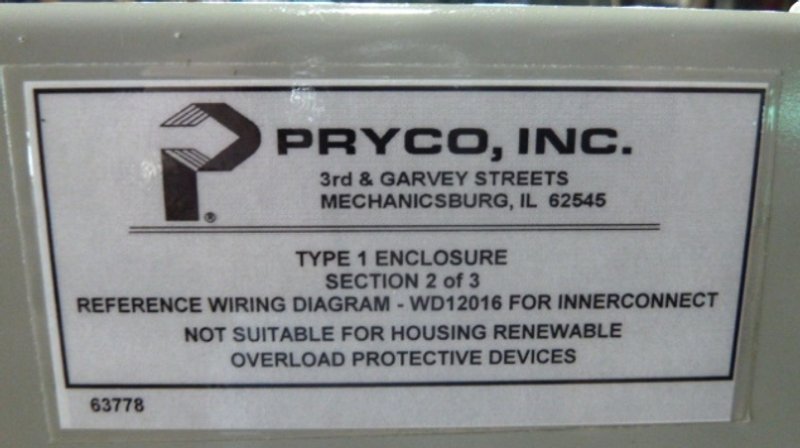 PRYCO, INC.
3rd & GARVEY STREETS
MECHANICSBURG, IL 62545
®
TYPE 1 ENCLOSURE
SECTION 2 of 3
REFERENCE WIRING DIAGRAM - WD12016 FOR INNERCONNECT
NOT SUITABLE FOR HOUSING RENEWABLE
OVERLOAD PROTECTIVE DEVICES
63778